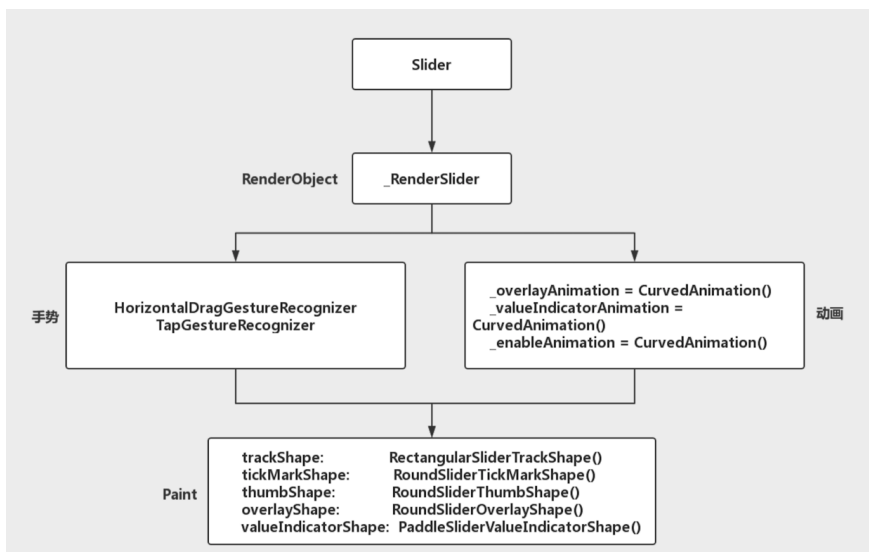 Slider
RenderObject
_RenderSlider
手势
HorizontalDragGestureRecognizer
TapGestureRecognizer
_overlayAnimation = CurvedAnimation()
_valueIndicatorAnimation =
CurvedAnimation()
_enableAnimation = CurvedAnimation()
动画
Paint
trackShape: RectangularSliderTrackShape()
tickMarkShape: RoundSliderTickMarkShape()
thumbShape: RoundSliderThumbShape()
overlayShape: RoundSliderOverlayShape()
valueIndicatorShape: PaddleSliderValueIndicatorShape()